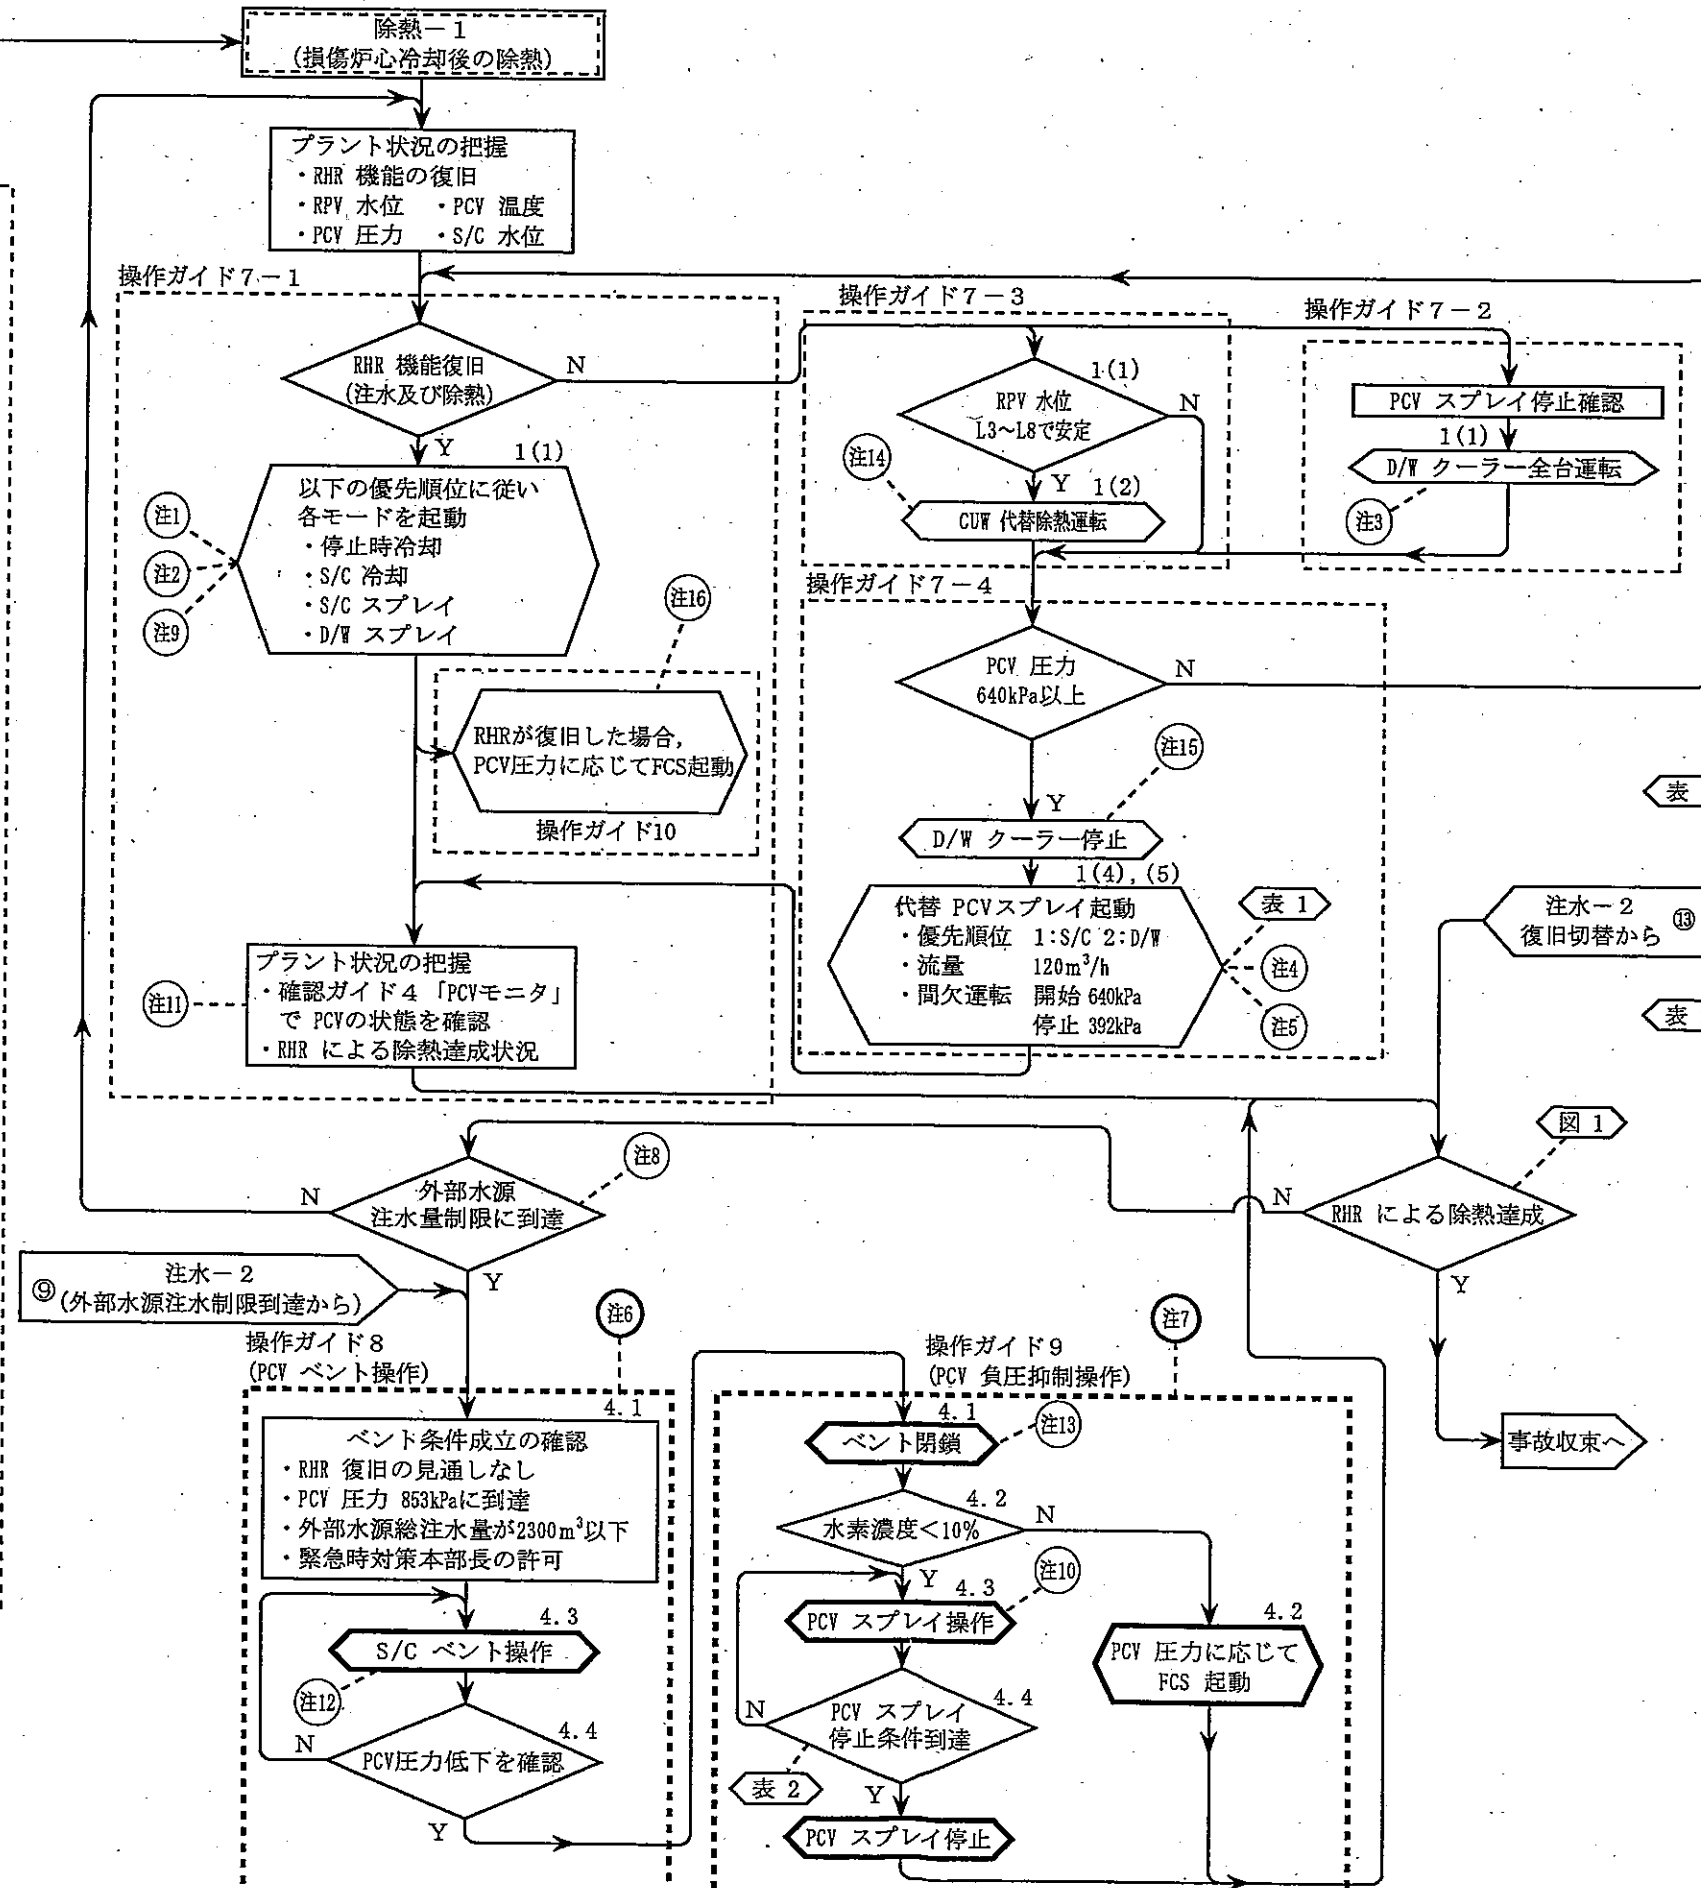 除熱－１
(損傷炉心冷却後の除熱)
プラント状況の把握
・RHR 機能の復旧
・RPV 水位 ・PCV 温度
・PCV 圧力 ・S/C 水位
操作ガイド７－１
RHR 機能復旧
(注水及び除熱)
N
Y
1(1)
以下の優先順位に従い
各モードを起動
・停止時冷却
・S/C 冷却
・S/C スプレイ
・D/W スプレイ
注1
注2
注9
注16
RHRが復旧した場合,
PCV圧力に応じてFCS起動
操作ガイド10
プラント状況の把握
・確認ガイド４「PCVモニタ」
で PCVの状態を確認
・RHR による除熱達成状況
注11
操作ガイド７－３
1(1)
RPV 水位
L3～L8で安定
N
注14
Y
1(2)
CUW 代替除熱運転
操作ガイド７－２
PCV スプレイ停止確認
1(1)
D/W クーラー全台運転
注3
操作ガイド７－４
PCV 圧力
640kPa以上
N
注15
Y
D/W クーラー停止
1(4),(5)
代替 PCVスプレイ起動
・優先順位 1:S/C 2:D/W
・流量 120m³/h
・間欠運転 開始 640kPa
停止 392kPa
表 1
注4
注5
表
表
注水－２
復旧切替から ⑬
図 1
RHR による除熱達成
N
Y
事故収束へ
注8
外部水源
注水量制限に到達
N
Y
注水－２
⑨(外部水源注水制限到達から)
操作ガイド８
(PCV ベント操作)
注6
4.1
ベント条件成立の確認
・RHR 復旧の見通しなし
・PCV 圧力 853kPaに到達
・外部水源総注水量が2300m³以下
・緊急時対策本部長の許可
4.3
S/C ベント操作
注12
4.4
PCV圧力低下を確認
N
Y
操作ガイド９
(PCV 負圧抑制操作)
注7
4.1
ベント閉鎖
注13
4.2
水素濃度＜10%
N
Y
注10
4.3
PCV スプレイ操作
4.4
PCV スプレイ
停止条件到達
N
表 2
Y
PCV スプレイ停止
4.2
PCV 圧力に応じて
FCS 起動